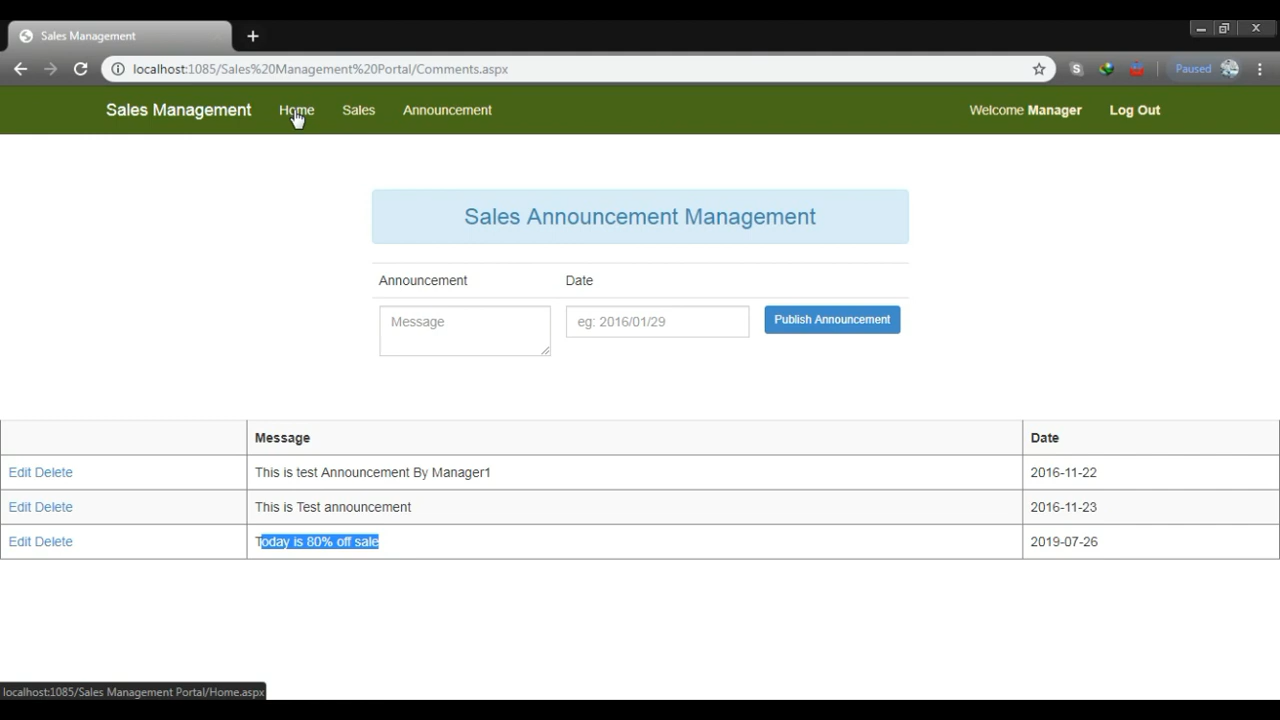 Sales Management
localhost:1085/Sales%20Management%20Portal/Comments.aspx
Paused
Sales Management Home Sales Announcement Welcome Manager Log Out
Sales Announcement Management
Announcement Date
Message eg: 2016/01/29 Publish Announcement
Message Date
Edit Delete This is test Announcement By Manager1 2016-11-22
Edit Delete This is Test announcement 2016-11-23
Edit Delete Today is 80% off sale 2019-07-26
localhost:1085/Sales Management Portal/Home.aspx